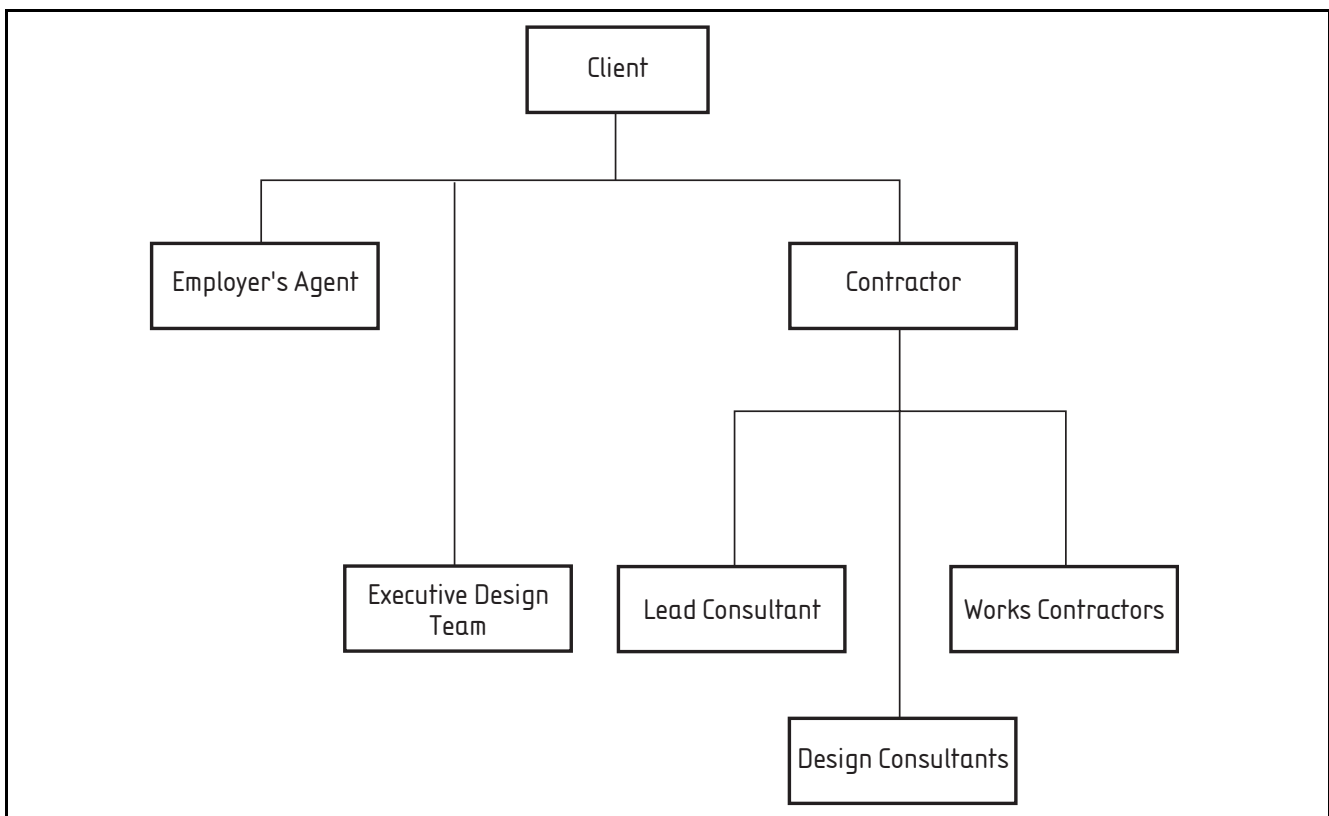 Client
Employer's Agent
Contractor
Executive Design
Team
Lead Consultant
Works Contractors
Design Consultants